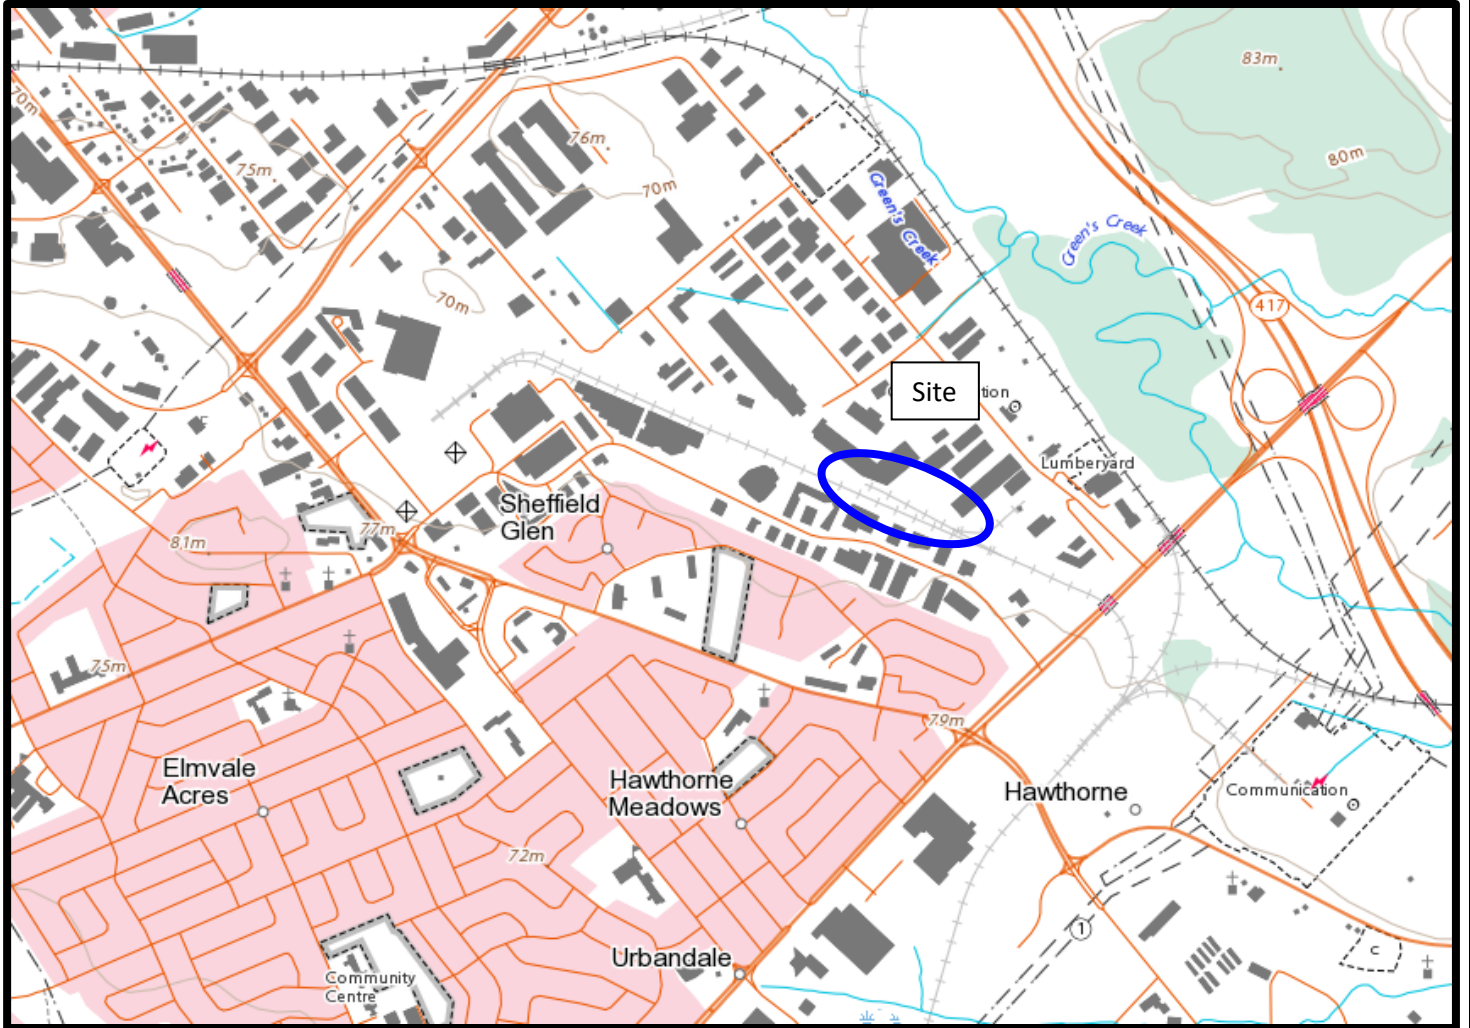 83m
70m
76m
75m
80m
70m
Green's Creek
Green's Creek
70m
417
Site
tion
Lumberyard
Sheffield
Glen
77m
81m
75m
79m
Elmvale
Acres
Hawthorne
Meadows
Hawthorne
Communication
72m
1
Urbandale
C
Community
Centre